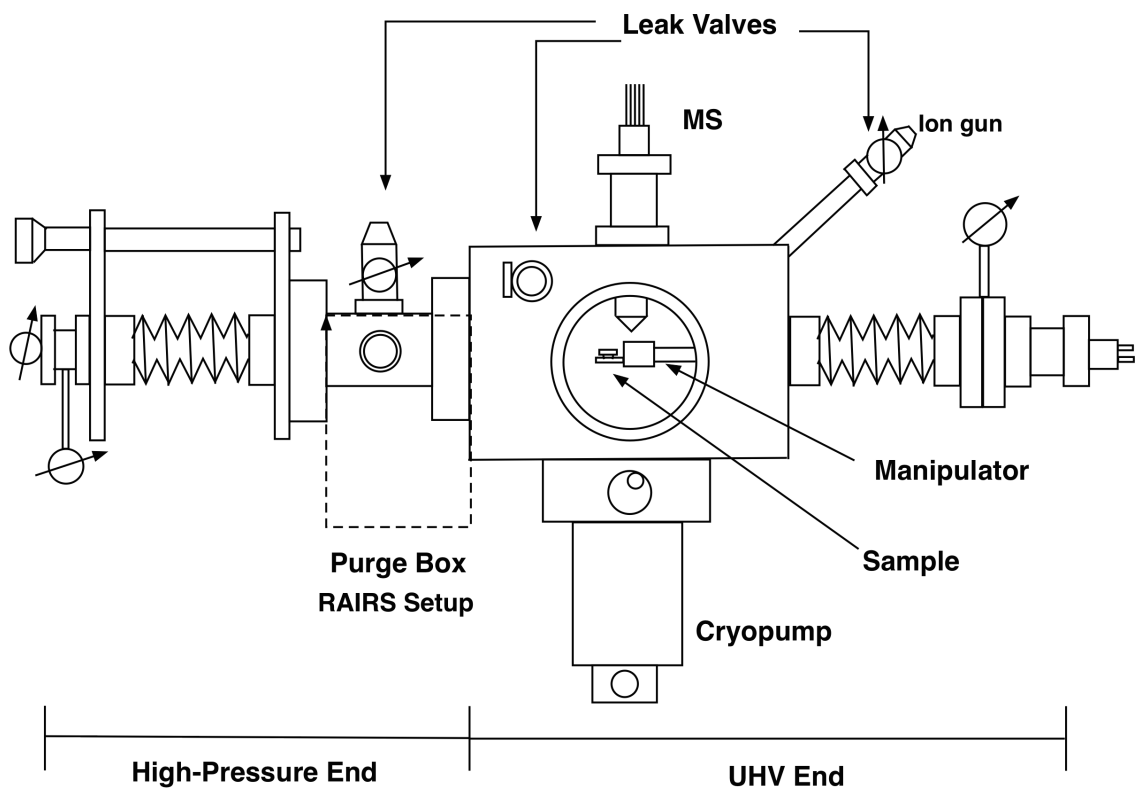 Leak Valves
MS
Ion gun
Manipulator
Sample
Purge Box
RAIRS Setup
Cryopump
High-Pressure End
UHV End